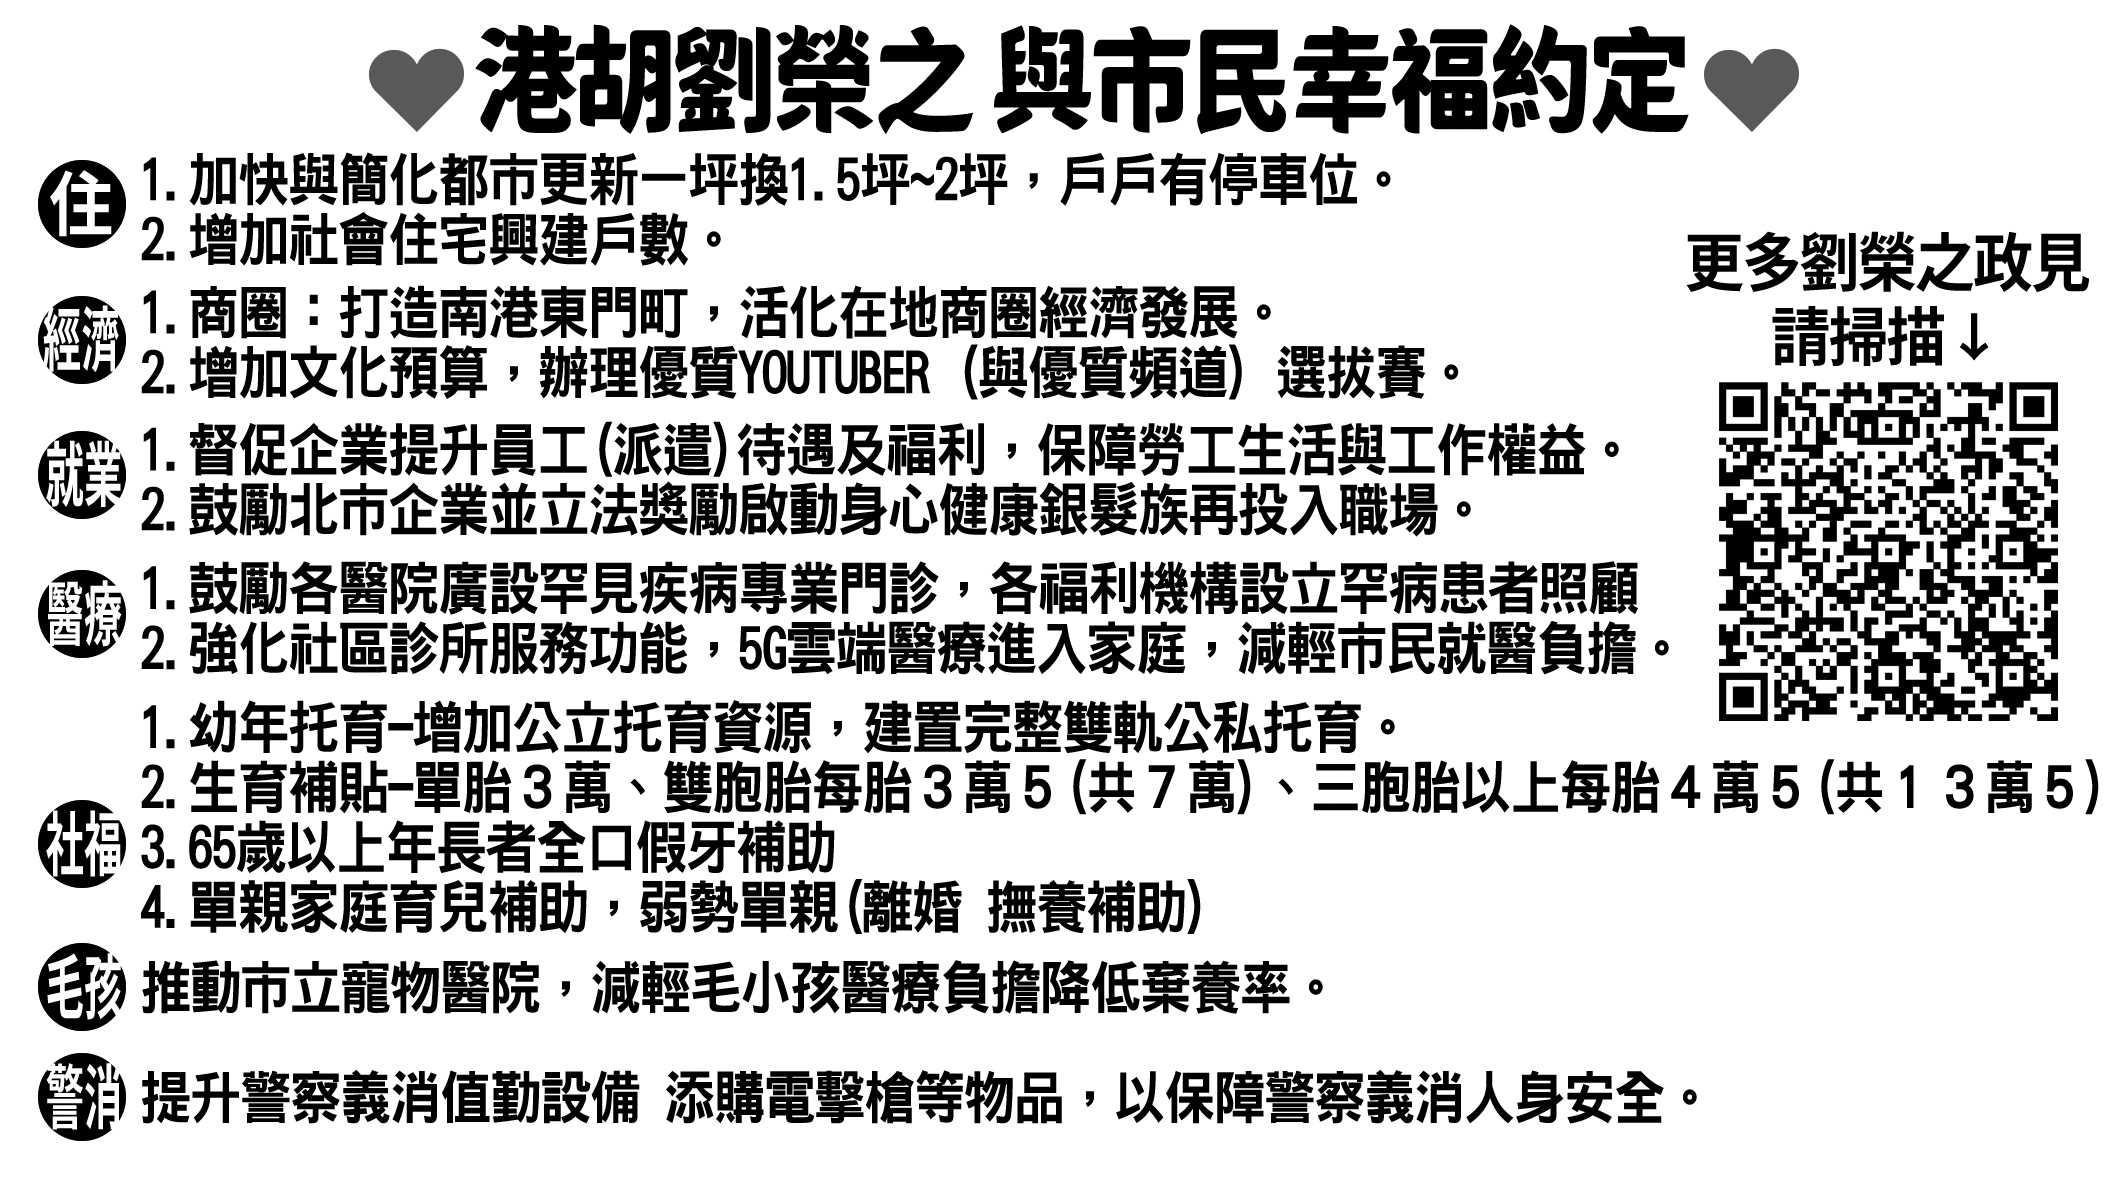 港胡劉榮之 與市民幸福約定
住
1.加快與簡化都市更新一坪換1.5坪~2坪，戶戶有停車位。
2.增加社會住宅興建戶數。
經濟
1.商圈：打造南港東門町，活化在地商圈經濟發展。
2.增加文化預算，辦理優質YOUTUBER (與優質頻道) 選拔賽。
就業
1.督促企業提升員工(派遣)待遇及福利，保障勞工生活與工作權益。
2.鼓勵北市企業並立法獎勵啟動身心健康銀髮族再投入職場。
醫療
1.鼓勵各醫院廣設罕見疾病專業門診，各福利機構設立罕病患者照顧
2.強化社區診所服務功能，5G雲端醫療進入家庭，減輕市民就醫負擔。
社福
1.幼年托育-增加公立托育資源，建置完整雙軌公私托育。
2.生育補貼-單胎３萬、雙胞胎每胎３萬５(共７萬)、三胞胎以上每胎４萬５(共１３萬５)
3.65歲以上年長者全口假牙補助
4.單親家庭育兒補助，弱勢單親(離婚 撫養補助)
毛孩
推動市立寵物醫院，減輕毛小孩醫療負擔降低棄養率。
警消
提升警察義消值勤設備 添購電擊槍等物品，以保障警察義消人身安全。
更多劉榮之政見
請掃描↓